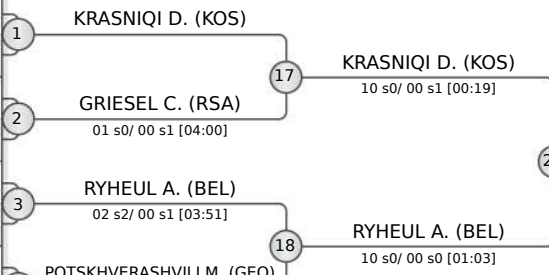 KRASNIQI D. (KOS)
1
17
KRASNIQI D. (KOS)
10 s0/ 00 s1 [00:19]
GRIESEL C. (RSA)
2
01 s0/ 00 s1 [04:00]
RYHEUL A. (BEL)
3
02 s2/ 00 s1 [03:51]
18
RYHEUL A. (BEL)
10 s0/ 00 s0 [01:03]
POTSKHVERASHVILI M. (GEO)